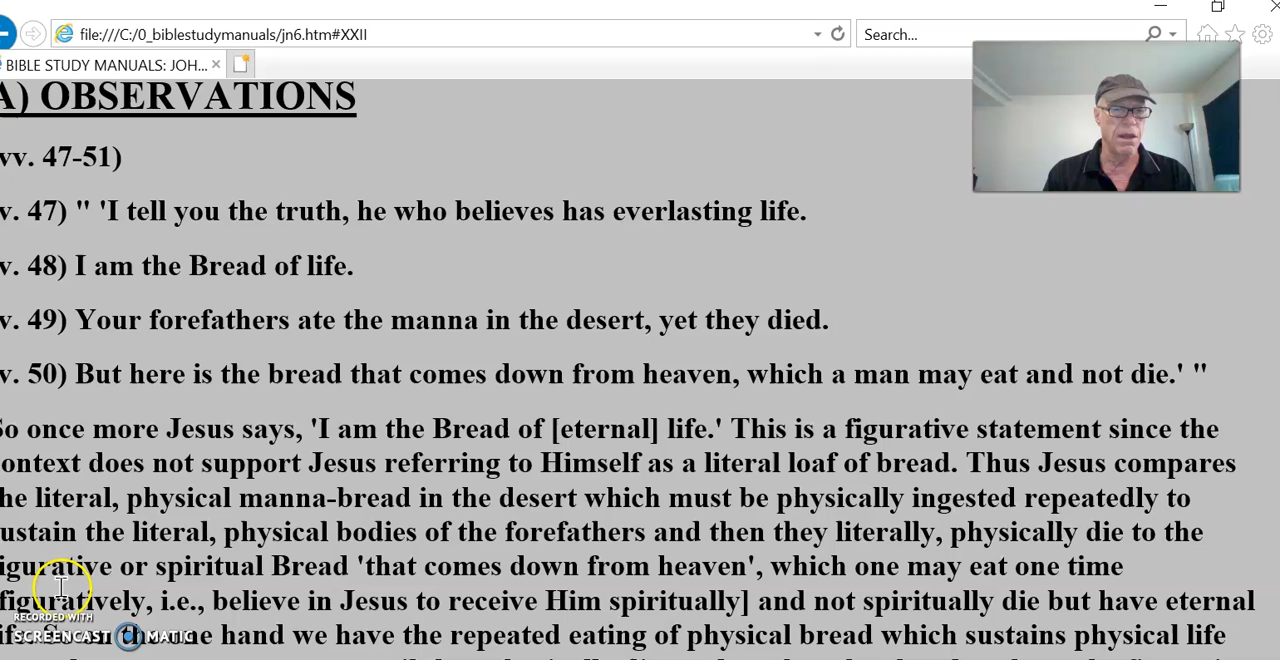 file:///C:/0_biblestudymanuals/jn6.htm#XXII
Search...
BIBLE STUDY MANUALS: JOH...
A) OBSERVATIONS
vv. 47-51)
v. 47) " 'I tell you the truth, he who believes has everlasting life.
v. 48) I am the Bread of life.
v. 49) Your forefathers ate the manna in the desert, yet they died.
v. 50) But here is the bread that comes down from heaven, which a man may eat and not die.' "
So once more Jesus says, 'I am the Bread of [eternal] life.' This is a figurative statement since the
ontext does not support Jesus referring to Himself as a literal loaf of bread. Thus Jesus compares
he literal, physical manna-bread in the desert which must be physically ingested repeatedly to
ustain the literal, physical bodies of the forefathers and then they literally, physically die to the
igurative or spiritual Bread 'that comes down from heaven', which one may eat one time
figuratively, i.e., believe in Jesus to receive Him spiritually] and not spiritually die but have eternal
hand we have the repeated eating of physical bread which sustains physical life
RECORDED WITH
SCREENCAST MATIC